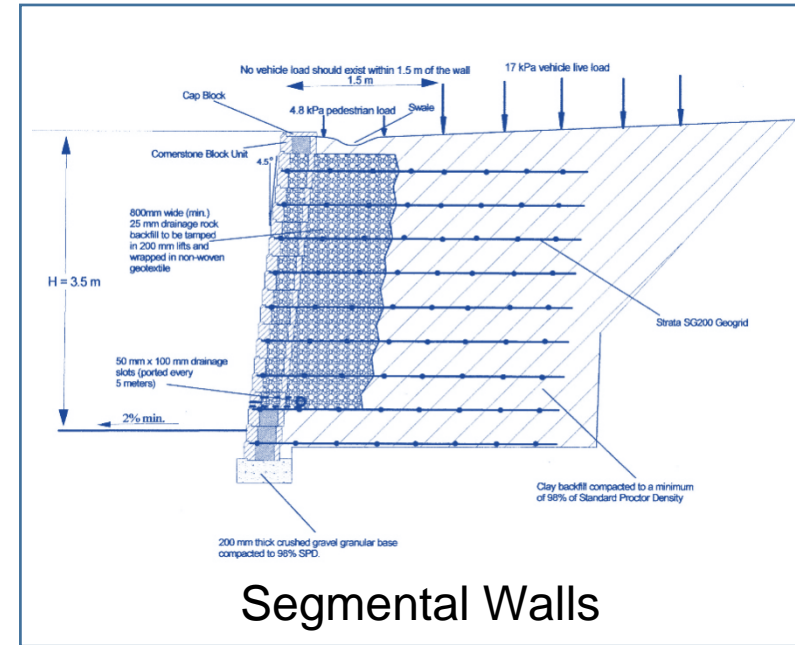 No vehicle load should exist within 1.5 m of the wall
1.5 m
17 kPa vehicle live load
Cap Block
4.8 kPa pedestrian load
Swale
Cornerstone Block Unit
4.5°
800mm wide (min.)
25 mm drainage rock
backfill to be tamped
in 200 mm lifts and
wrapped in non-woven
geotextile
H = 3.5 m
Strata SG200 Geogrid
50 mm x 100 mm drainage
slots (ported every
5 meters)
2% min.
Clay backfill compacted to a minimum
of 98% of Standard Proctor Density
200 mm thick crushed gravel granular base
compacted to 98% SPD.
Segmental Walls